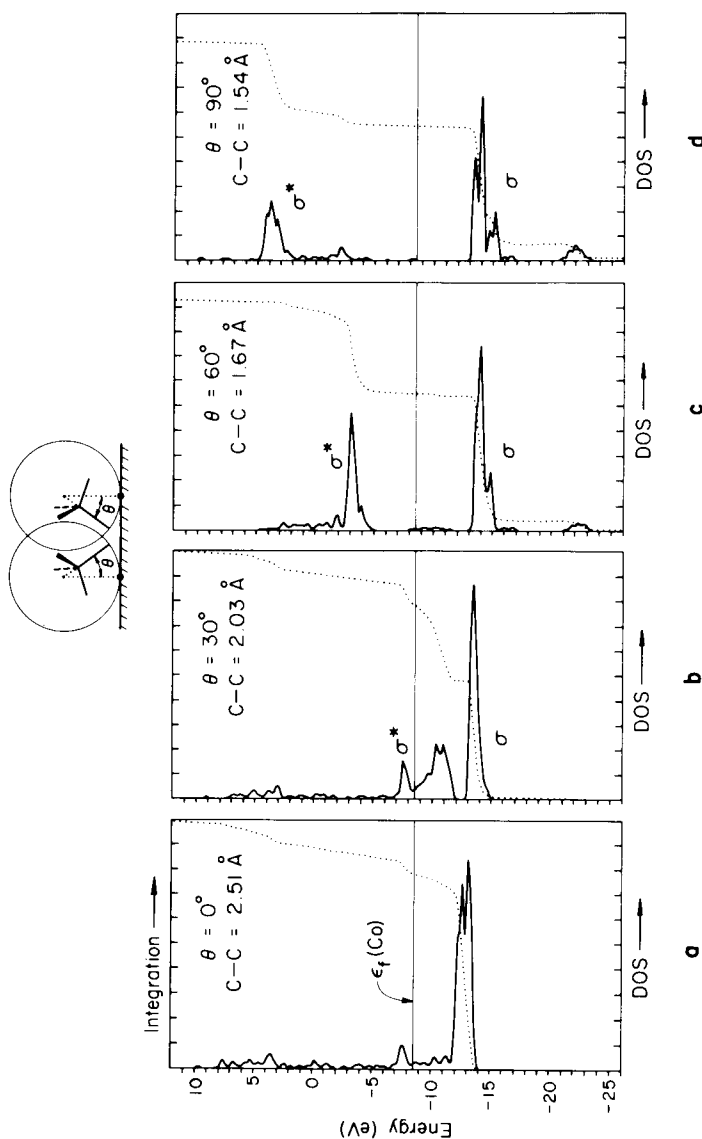 Integration →
θ = 0°
C–C = 2.51 Å
εf(Co)
Energy (eV)
10
5
0
-5
-10
-15
-20
-25
DOS →
a
θ = 30°
C–C = 2.03 Å
σ*
σ
DOS →
b
θ
θ
θ = 60°
C–C = 1.67 Å
σ*
σ
DOS →
c
θ = 90°
C–C = 1.54 Å
σ*
σ
DOS →
d